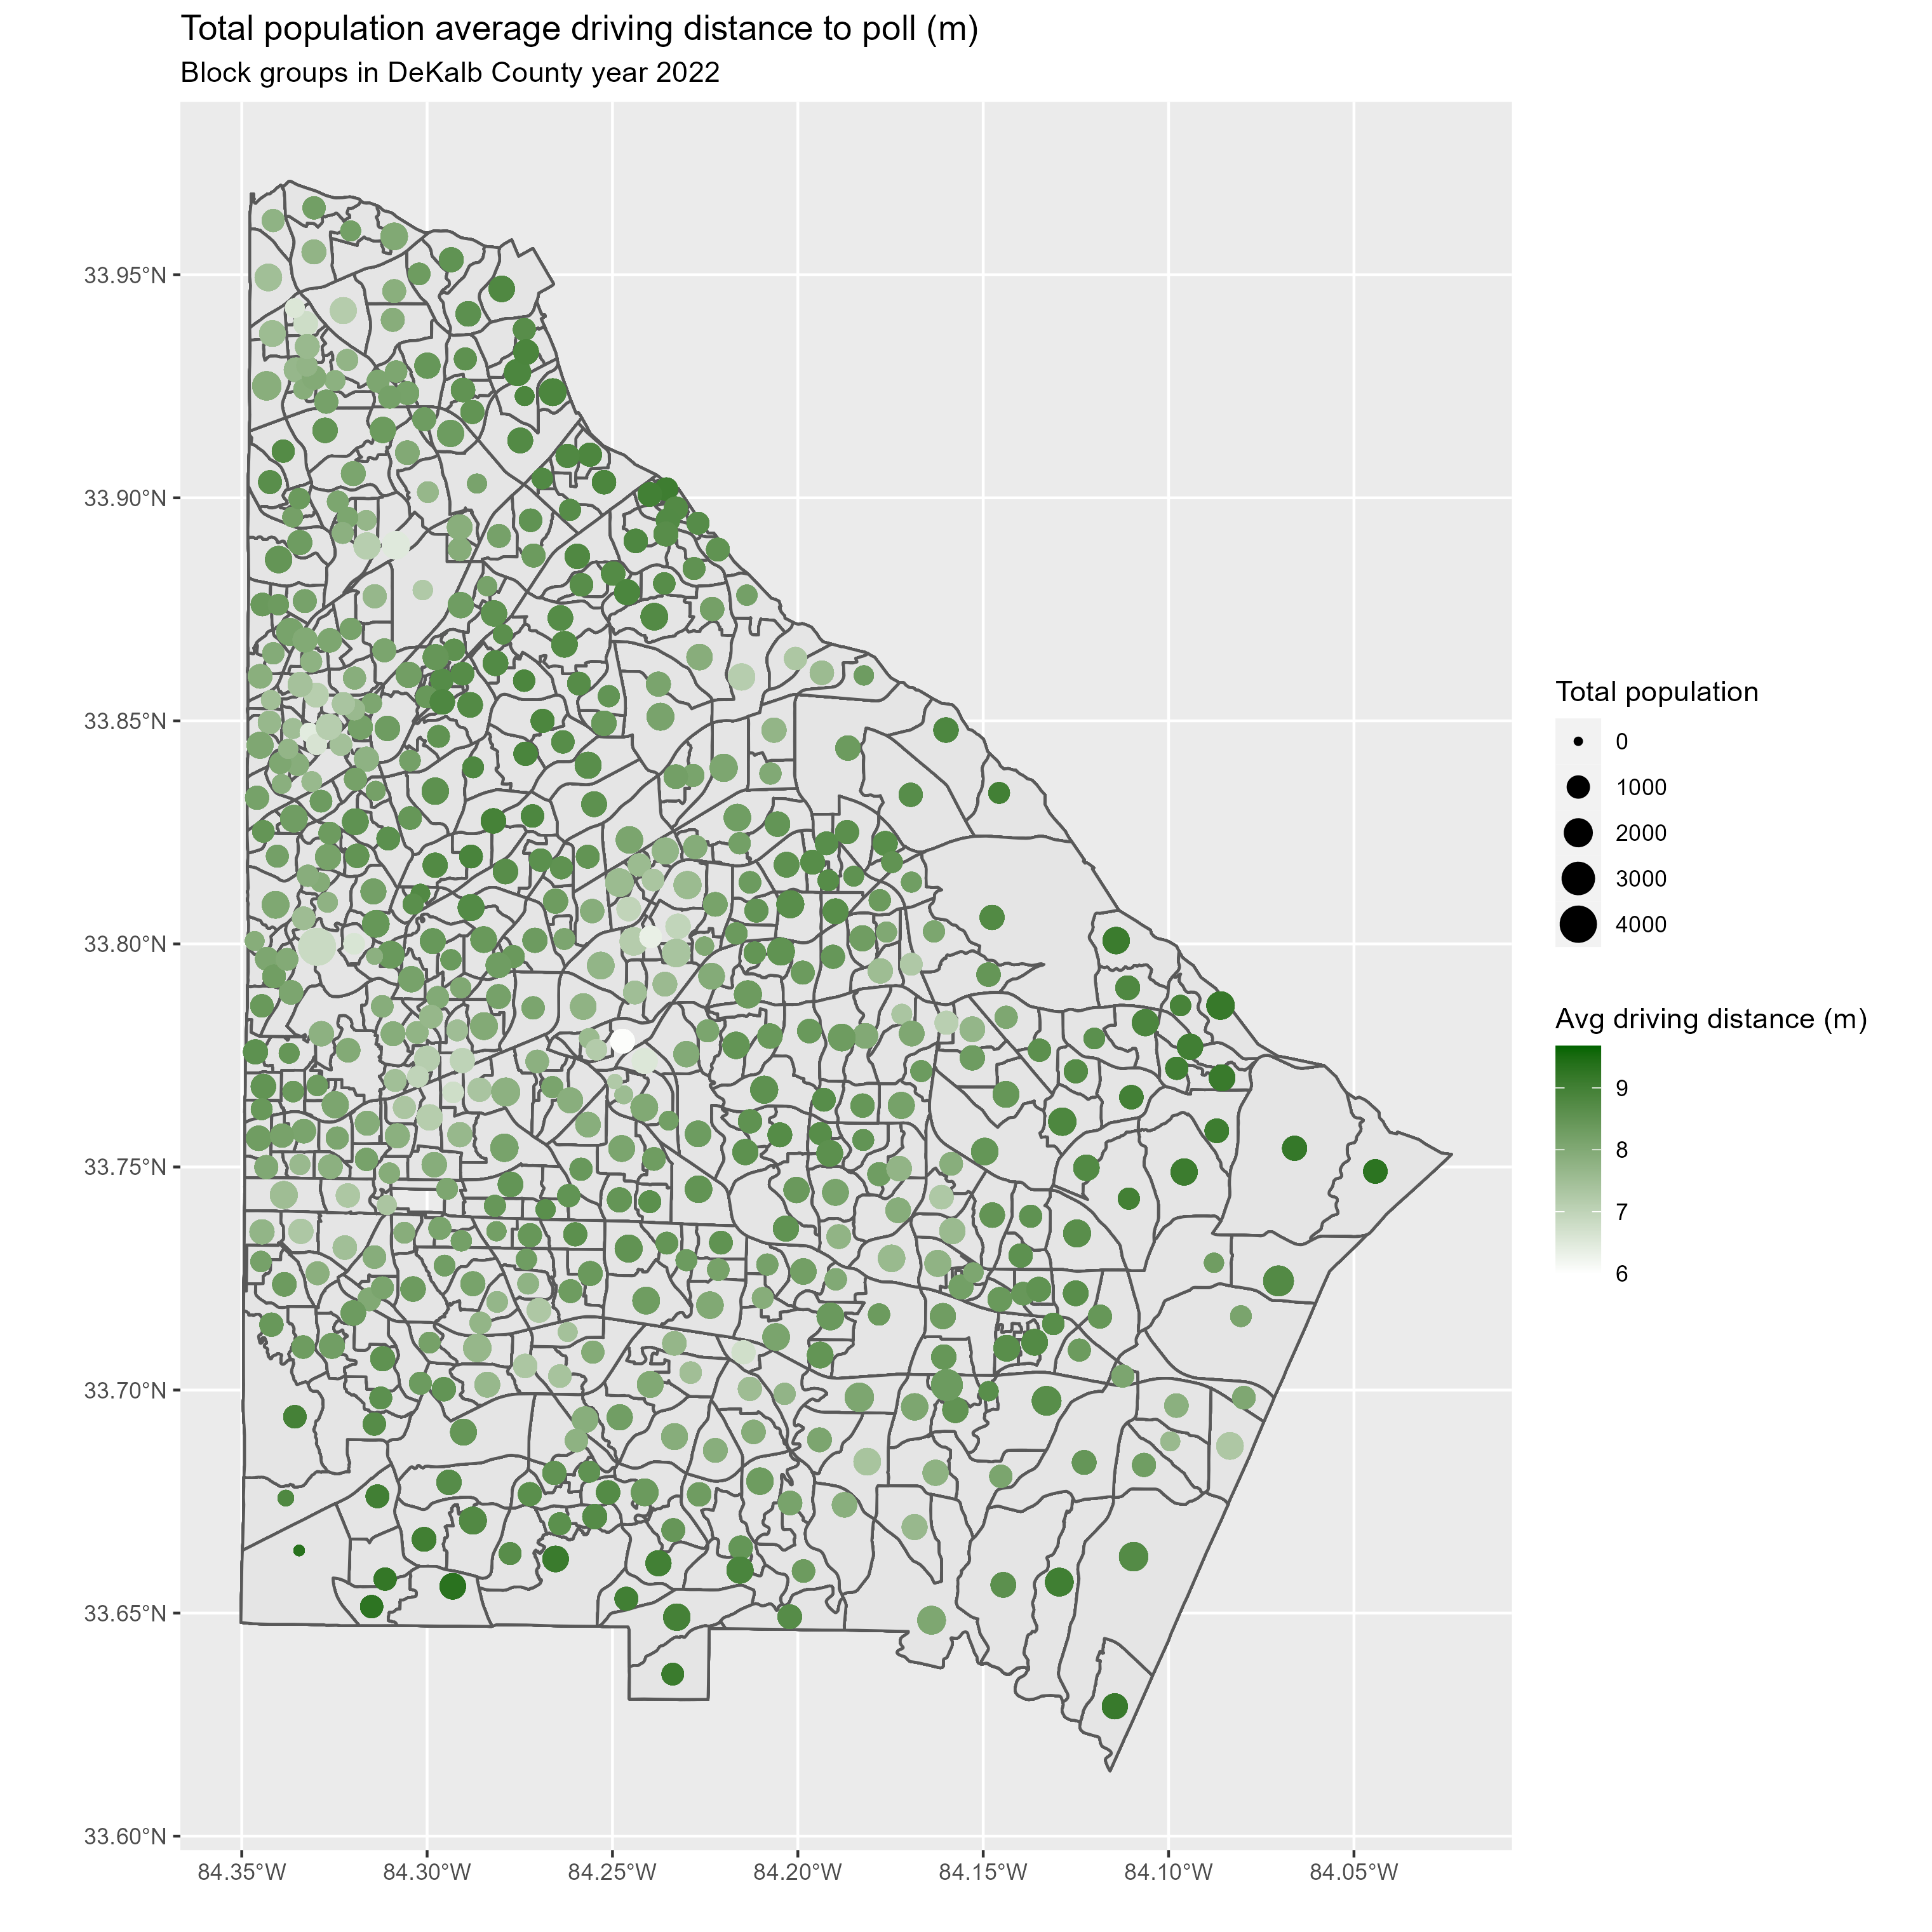 Total population average driving distance to poll (m)
Block groups in DeKalb County year 2022
33.95°N
33.90°N
33.85°N
33.80°N
33.75°N
33.70°N
33.65°N
33.60°N
84.35°W
84.30°W
84.25°W
84.20°W
84.15°W
84.10°W
84.05°W
Total population
0
1000
2000
3000
4000
Avg driving distance (m)
9
8
7
6